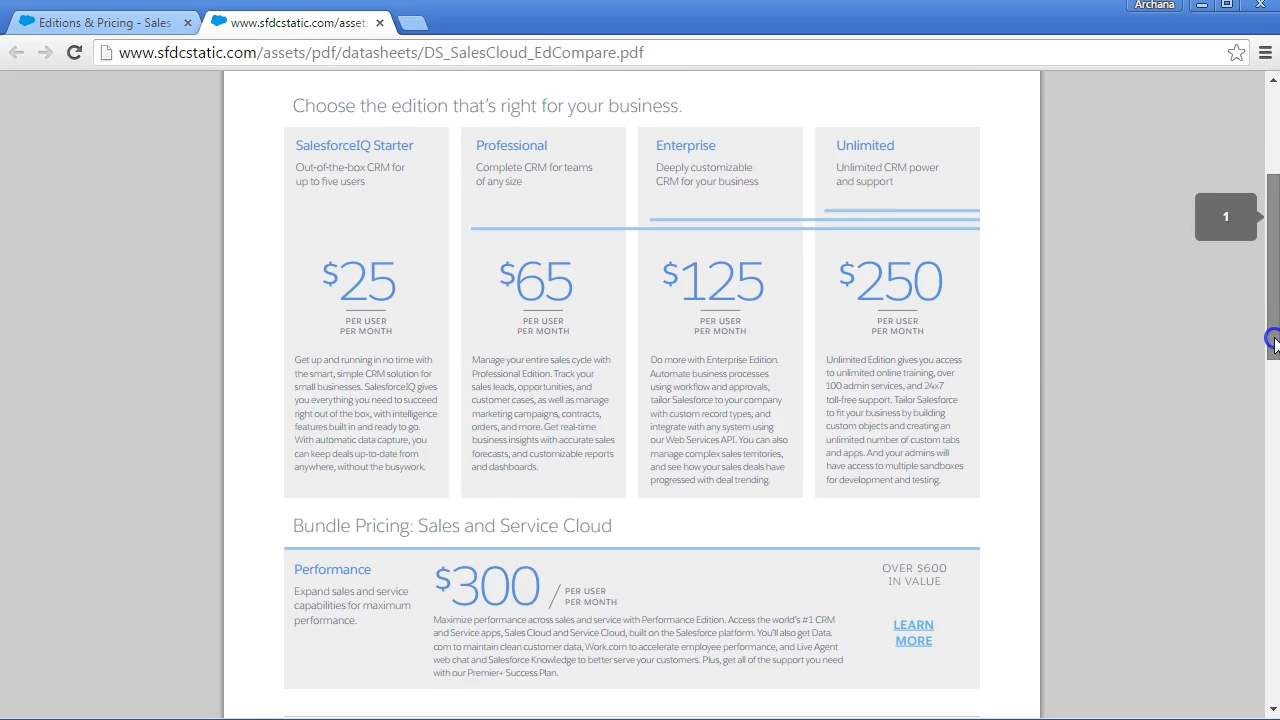 Archana
Editions & Pricing - Sales
www.sfdcstatic.com/asset
www.sfdcstatic.com/assets/pdf/datasheets/DS_SalesCloud_EdCompare.pdf
Choose the edition that's right for your business.
SalesforceIQ Starter
Out-of-the-box CRM for
up to five users
$25
PER USER
PER MONTH
Get up and running in no time with
the smart, simple CRM solution for
small businesses. SalesforceIQ gives
you everything you need to succeed
right out of the box, with intelligence
features built in and ready to go.
With automatic data capture, you
can keep deals up-to-date from
anywhere, without the busywork.
Professional
Complete CRM for teams
of any size
$65
PER USER
PER MONTH
Manage your entire sales cycle with
Professional Edition. Track your
sales leads, opportunities, and
customer cases, as well as manage
marketing campaigns, contracts,
orders, and more. Get real-time
business insights with accurate sales
forecasts, and customizable reports
and dashboards.
Enterprise
Deeply customizable
CRM for your business
$125
PER USER
PER MONTH
Do more with Enterprise Edition.
Automate business processes
using workflow and approvals,
tailor Salesforce to your company
with custom record types, and
integrate with any system using
our Web Services API. You can also
manage complex sales territories,
and see how your sales deals have
progressed with deal trending.
Unlimited
Unlimited CRM power
and support
$250
PER USER
PER MONTH
Unlimited Edition gives you access
to unlimited online training, over
100 admin services, and 24x7
toll-free support. Tailor Salesforce
to fit your business by building
custom objects and creating an
unlimited number of custom tabs
and apps. And your admins will
have access to multiple sandboxes
for development and testing.
1
Bundle Pricing: Sales and Service Cloud
Performance
Expand sales and service
capabilities for maximum
performance.
$300
PER USER
PER MONTH
Maximize performance across sales and service with Performance Edition. Access the world's #1 CRM
and Service apps, Sales Cloud and Service Cloud, built on the Salesforce platform. You'll also get Data.
com to maintain clean customer data, Work.com to accelerate employee performance, and Live Agent
web chat and Salesforce Knowledge to better serve your customers. Plus, get all of the support you need
with our Premier+ Success Plan.
OVER $600
IN VALUE
LEARN
MORE